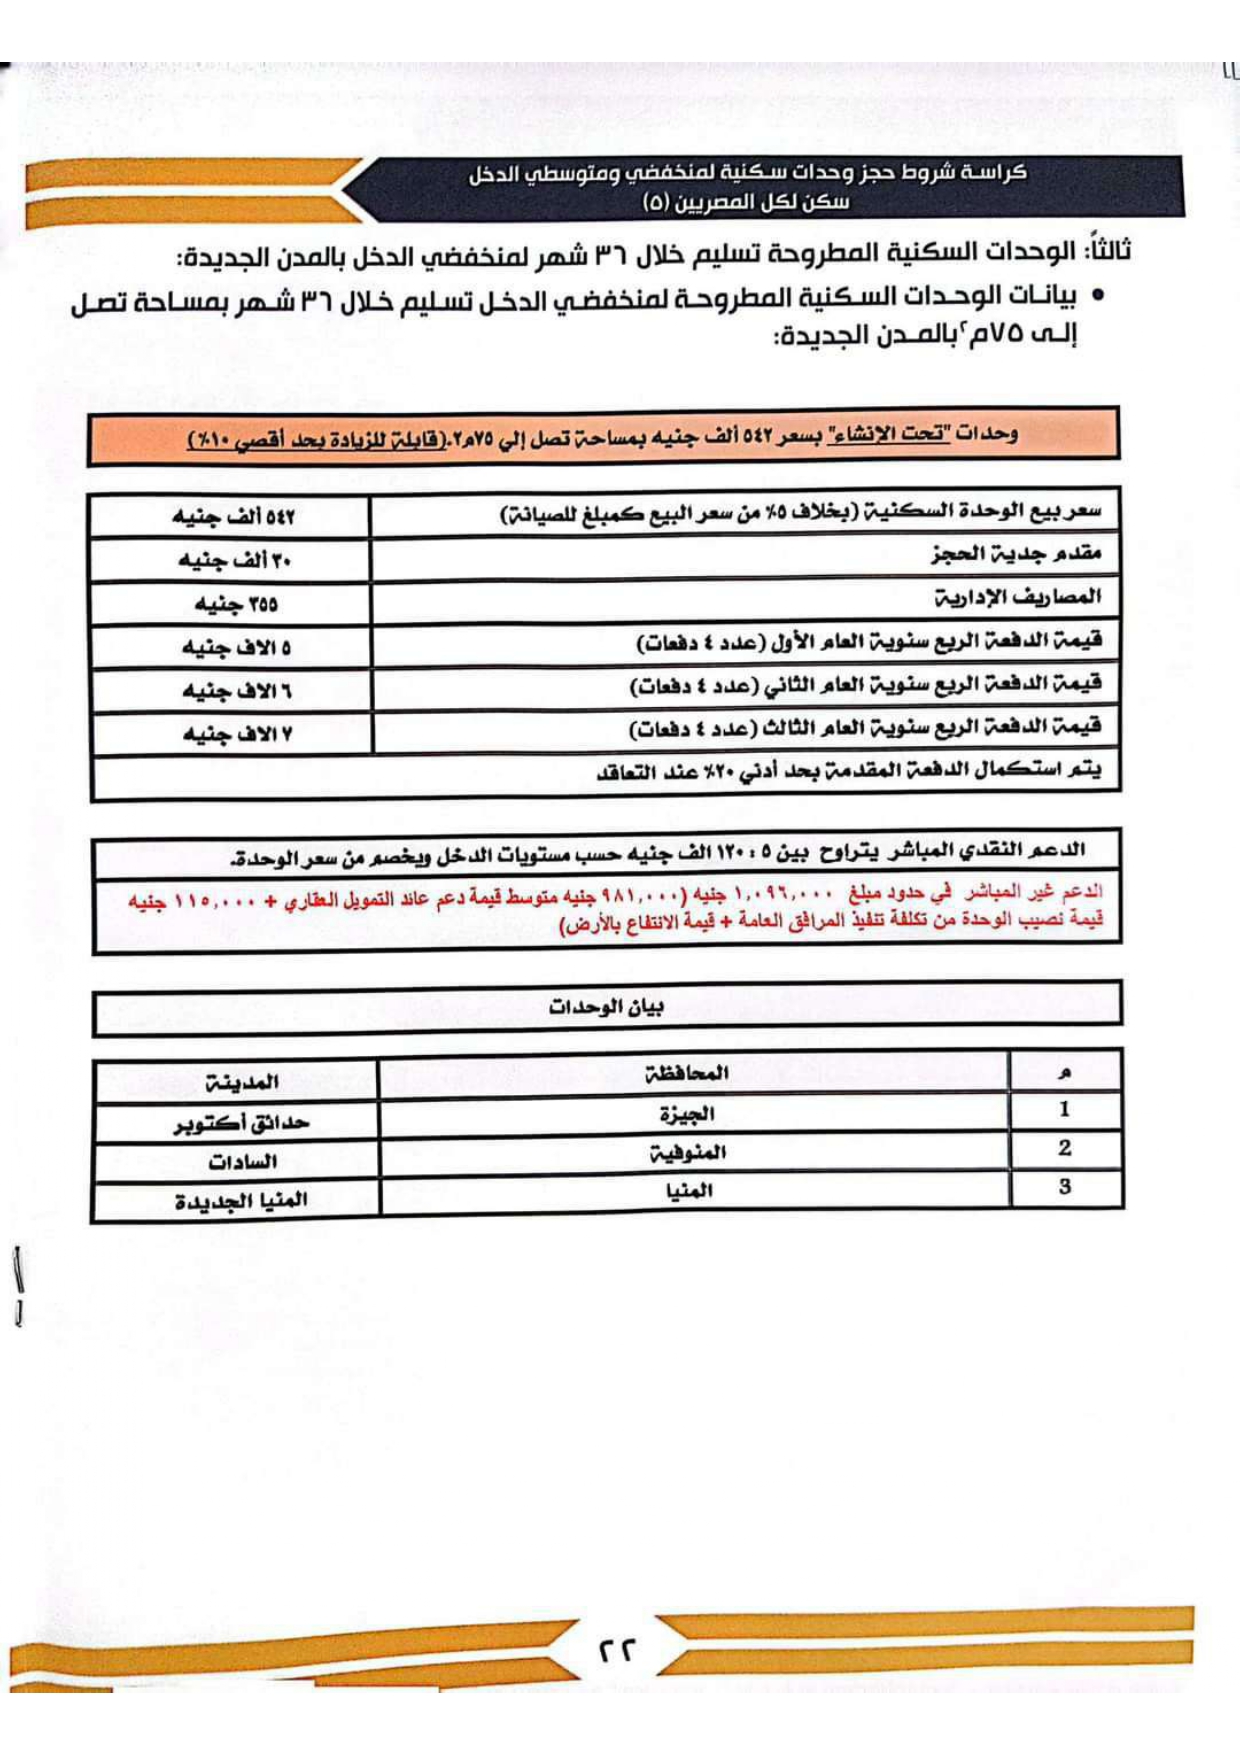 كراسة شروط حجز وحدات سكنية لمنخفضي ومتوسطي الدخل
سكن لكل المصريين (٥)
ثالثاً: الوحدات السكنية المطروحة تسليم خلال ٣٦ شهر لمنخفضي الدخل بالمدن الجديدة:
• بيانات الوحدات السكنية المطروحة لمنخفضي الدخل تسليم خلال ٣٦ شهر بمساحة تصل
إلى ٧٥م٢ بالمدن الجديدة:
وحدات "تحت الإنشاء" بسعر ٥٤٢ ألف جنيه بمساحة تصل إلي ٧٥م٢.(قابلة للزيادة بحد أقصي ١٠٪)
سعر بيع الوحدة السكنية (بخلاف ٥٪ من سعر البيع كمبلغ للصيانة) ٥٤٢ ألف جنيه
مقدم جدية الحجز ٣٠ ألف جنيه
المصاريف الإدارية ٣٥٥ جنيه
قيمة الدفعة الربع سنوية العام الأول (عدد ٤ دفعات) ٥ الاف جنيه
قيمة الدفعة الربع سنوية العام الثاني (عدد ٤ دفعات) ٦ الاف جنيه
قيمة الدفعة الربع سنوية العام الثالث (عدد ٤ دفعات) ٧ الاف جنيه
يتم استكمال الدفعة المقدمة بحد أدني ٢٠٪ عند التعاقد
الدعم النقدي المباشر يتراوح بين ٥ : ١٢٠ الف جنيه حسب مستويات الدخل ويخصم من سعر الوحدة.
الدعم غير المباشر في حدود مبلغ ١,٠٩٦,٠٠٠ جنيه (٩٨١,٠٠٠ جنيه متوسط قيمة دعم عائد التمويل العقاري + ١١٥,٠٠٠ جنيه
قيمة نصيب الوحدة من تكلفة تنفيذ المرافق العامة + قيمة الانتفاع بالأرض)
بيان الوحدات
م المحافظة المدينة
1 الجيزة حدائق أكتوبر
2 المنوفية السادات
3 المنيا المنيا الجديدة
٢٢